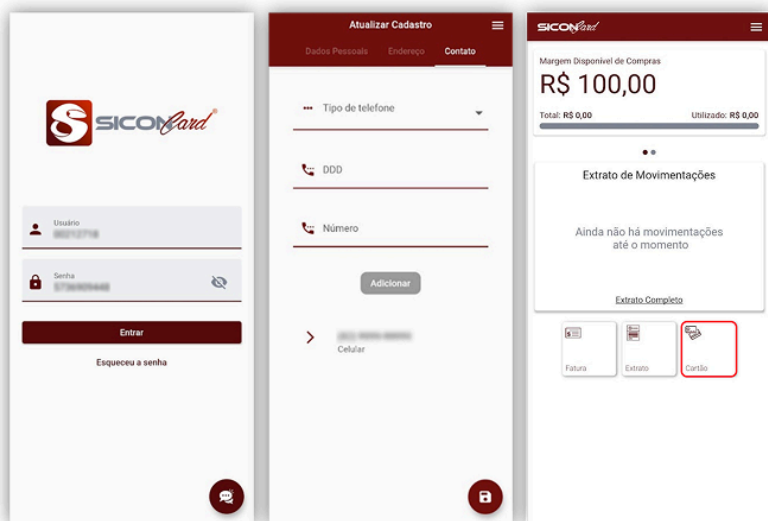 SICONCard
Usuário
Senha
Entrar
Esqueceu a senha
Atualizar Cadastro
Dados Pessoais Endereço Contato
Tipo de telefone
DDD
Número
Adicionar
Celular
SICONCard
Margem Disponível de Compras
R$ 100,00
Total: R$ 0,00 Utilizado: R$ 0,00
Extrato de Movimentações
Ainda não há movimentações
até o momento
Extrato Completo
Fatura Extrato Cartão